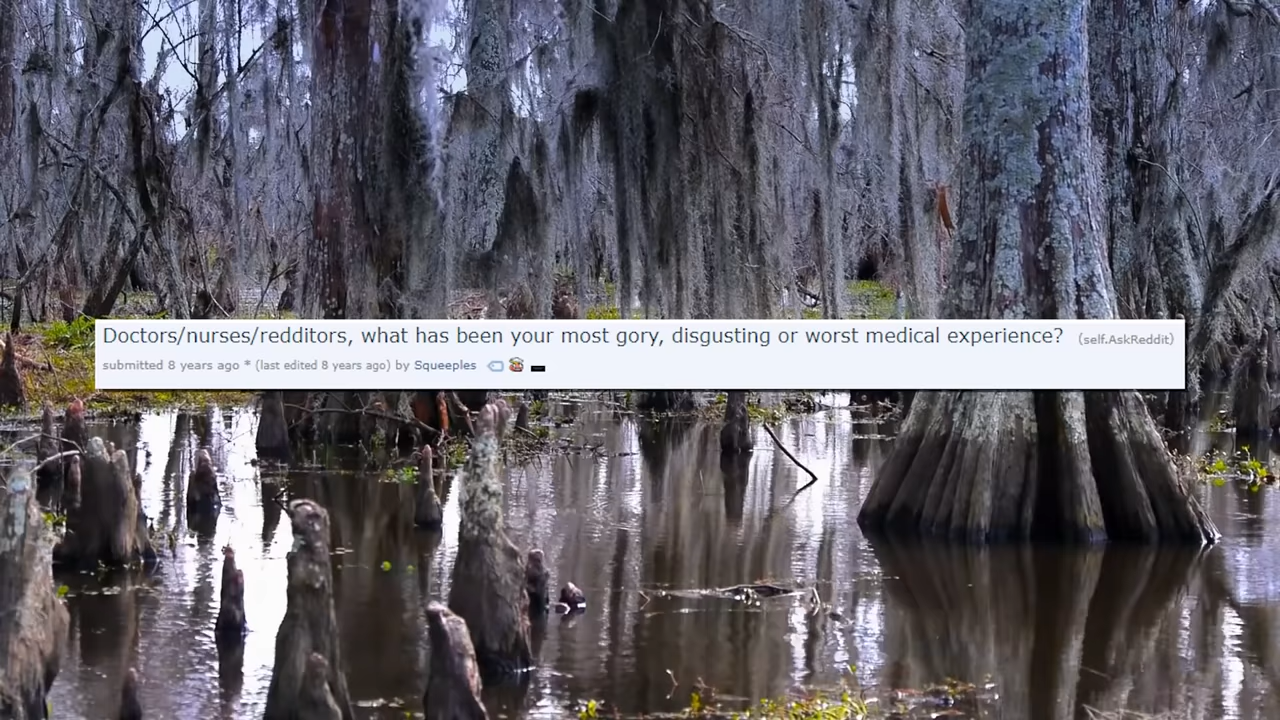 Doctors/nurses/redditors, what has been your most gory, disgusting or worst medical experience? (self.AskReddit)
submitted 8 years ago * (last edited 8 years ago) by Squeeples